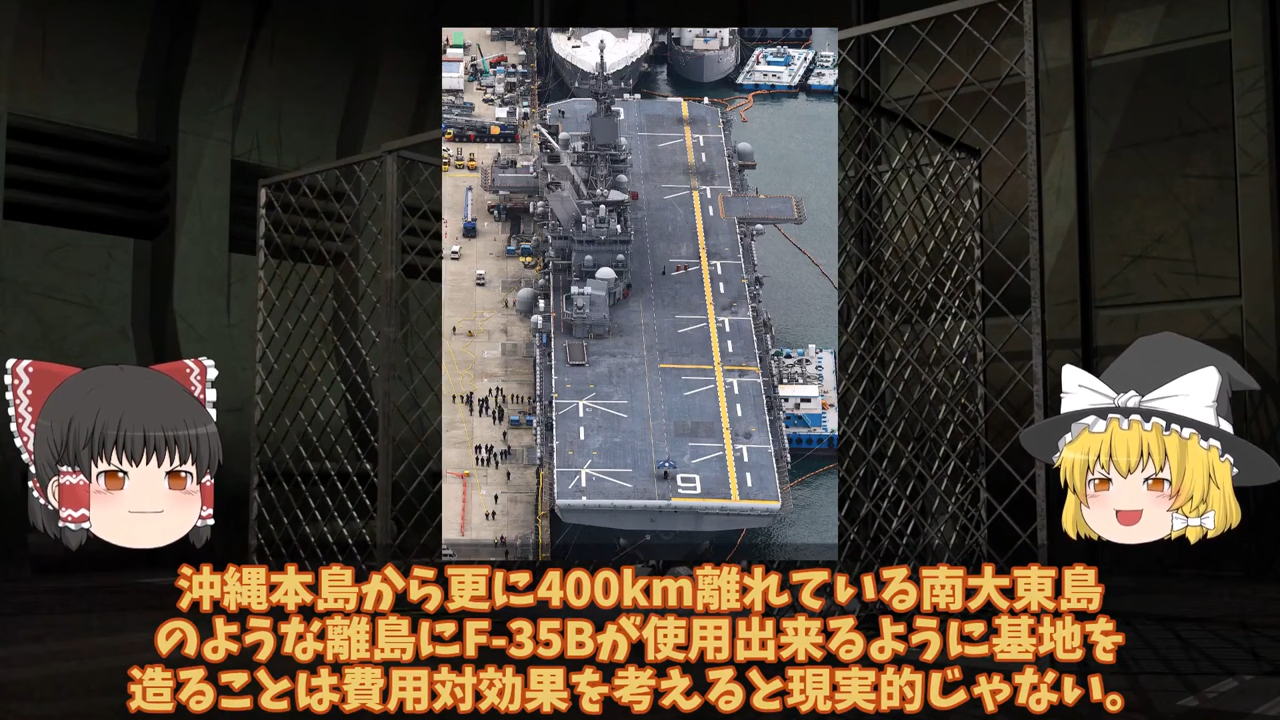 沖縄本島から更に400km離れている南大東島
のような離島にF-35Bが使用出来るように基地を
造ることは費用対効果を考えると現実的じゃない。
6